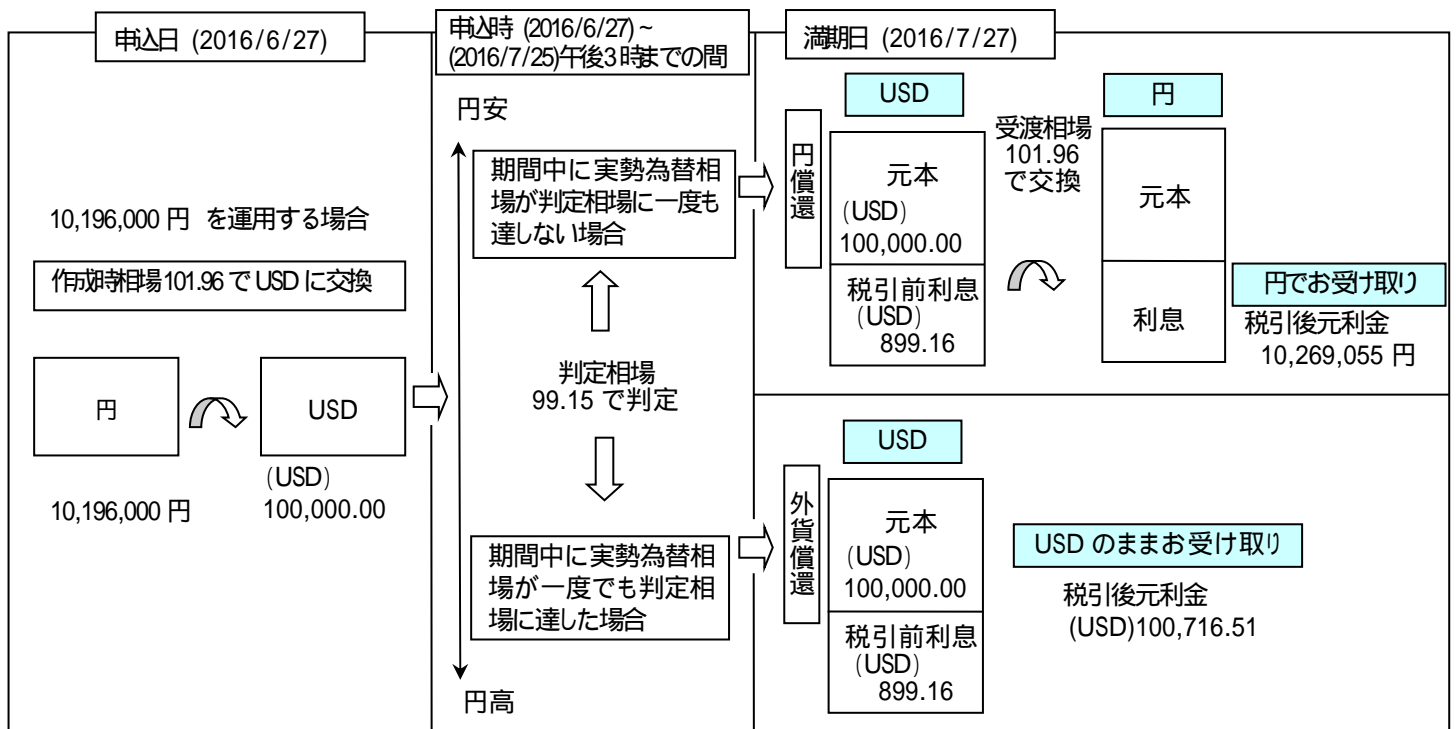 申込日 (2016/6/27)
10,196,000 円 を運用する場合
作成時相場101.96 で USD に交換
円
USD
10,196,000 円
(USD)
100,000.00
申込時 (2016/6/27) ~
(2016/7/25)午後3時までの間
円安
期間中に実勢為替相
場が判定相場に一度も
達しない場合
判定相場
99.15 で判定
期間中に実勢為替相
場が一度でも判定相
場に達した場合
円高
満期日 (2016/7/27)
円償還
USD
元本
(USD)
100,000.00
税引前利息
(USD)
899.16
受渡相場
101.96
で交換
円
元本
利息
円でお受け取り
税引後元利金
10,269,055 円
外貨償還
USD
元本
(USD)
100,000.00
税引前利息
(USD)
899.16
USD のままお受け取り
税引後元利金
(USD)100,716.51